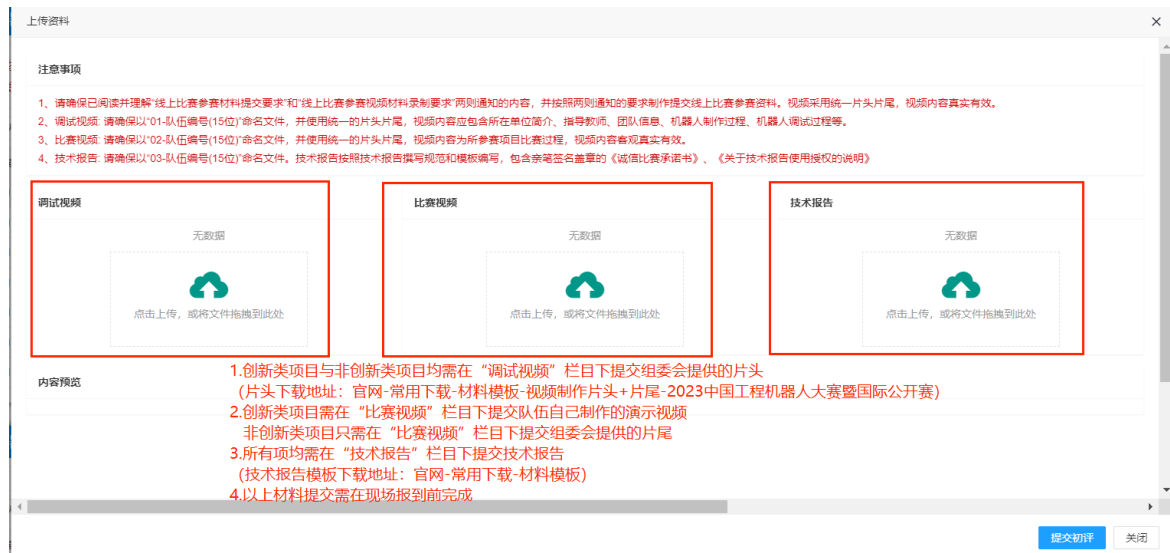 上传资料
注意事项
1、请确保已阅读并理解“线上比赛参赛材料提交要求”和“线上比赛参赛视频材料录制要求”两则通知的内容，并按照两则通知的要求制作提交线上比赛参赛资料。视频采用统一片头片尾，视频内容真实有效。
2、调试视频: 请确保以“01-队伍编号(15位)”命名文件，并使用统一的片头片尾，视频内容应包含所在单位简介、指导教师、团队信息、机器人制作过程、机器人调试过程等。
3、比赛视频: 请确保以“02-队伍编号(15位)”命名文件，并使用统一的片头片尾，视频内容为所参赛项目比赛过程，视频内容客观真实有效。
4、技术报告: 请确保以“03-队伍编号(15位)”命名文件。技术报告按照技术报告撰写规范和模板编写，包含亲笔签名盖章的《诚信比赛承诺书》、《关于技术报告使用授权的说明》
调试视频
无数据
点击上传，或将文件拖拽到此处
比赛视频
无数据
点击上传，或将文件拖拽到此处
技术报告
无数据
点击上传，或将文件拖拽到此处
内容预览
1.创新类项目与非创新类项目均需在“调试视频”栏目下提交组委会提供的片头
（片头下载地址：官网-常用下载-材料模板-视频制作片头+片尾-2023中国工程机器人大赛暨国际公开赛）
2.创新类项目需在“比赛视频”栏目下提交队伍自己制作的演示视频
非创新类项目只需在“比赛视频”栏目下提交组委会提供的片尾
3.所有项均需在“技术报告”栏目下提交技术报告
（技术报告模板下载地址：官网-常用下载-材料模板）
4.以上材料提交需在现场报到前完成
提交初评
关闭